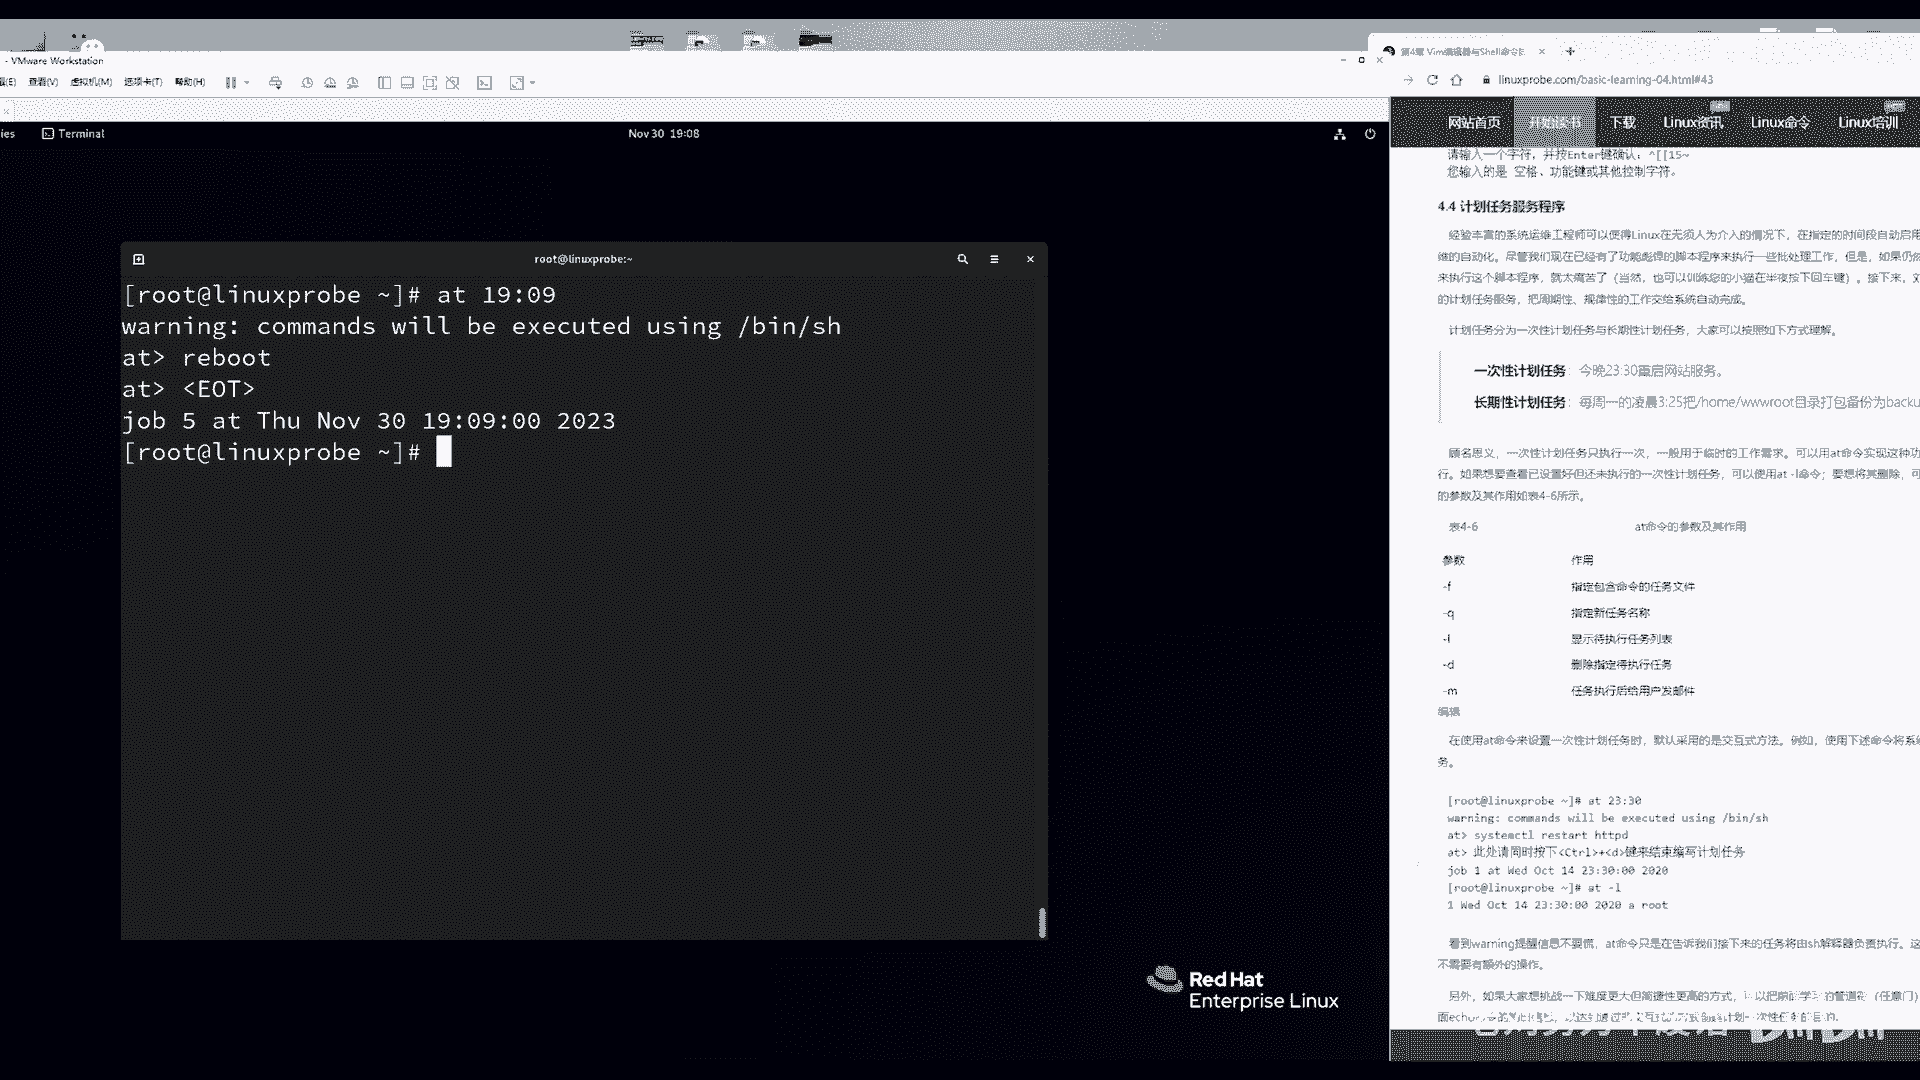 - VMware Workstation
查看(V) 虚拟机(M) 选项卡(T) 帮助(H)
Terminal
Nov 30 19:08
root@linuxprobe:~
[root@linuxprobe ~]# at 19:09
warning: commands will be executed using /bin/sh
at> reboot
at> <EOT>
job 5 at Thu Nov 30 19:09:00 2023
[root@linuxprobe ~]#
Red Hat
Enterprise Linux
第4章 Vim编辑器与Shell命令
linuxprobe.com/basic-learning-04.html#43
网站首页 开始读书 下载 Linux资讯 Linux命令 Linux培训
请输入一个字符，并按Enter键确认：^[[15~
您输入的是 空格、功能键或其他控制字符。
4.4 计划任务服务程序
经验丰富的系统运维工程师可以使得Linux在无须人为介入的情况下，在指定的时间段自动启用
维的自动化。尽管我们现在已经有了功能彪悍的脚本程序来执行一些批处理工作，但是，如果仍然
来执行这个脚本程序，就太痛苦了（当然，也可以训练您的小猫在半夜按下回车键）。接下来，
的计划任务服务，把周期性、规律性的工作交给系统自动完成。
计划任务分为一次性计划任务与长期性计划任务，大家可以按照如下方式理解。
一次性计划任务：今晚23:30重启网站服务。
长期性计划任务：每周一的凌晨3:25把/home/wwwroot目录打包备份为backu
顾名思义，一次性计划任务只执行一次，一般用于临时的工作需求。可以用at命令实现这种功
行。如果想要查看已设置好但还未执行的一次性计划任务，可以使用at -l命令；要想将其删除，可
的参数及其作用如表4-6所示。
表4-6 at命令的参数及其作用
参数 作用
-f 指定包含命令的任务文件
-q 指定新任务名称
-l 显示待执行任务列表
-d 删除指定待执行任务
-m 任务执行后给用户发邮件
编辑
在使用at命令来设置一次性计划任务时，默认采用的是交互式方法。例如，使用下述命令将系
务。
[root@linuxprobe ~]# at 23:30
warning: commands will be executed using /bin/sh
at> systemctl restart httpd
at> 此处请同时按下<Ctrl>+<d>键来结束编写计划任务
job 1 at Wed Oct 14 23:30:00 2020
[root@linuxprobe ~]# at -l
1 Wed Oct 14 23:30:00 2020 a root
看到warning提醒信息不要慌，at命令只是在告诉我们接下来的任务将由sh解释器负责执行。这
不需要有额外的操作。
另外，如果大家想挑战一下难度更大但简捷性更高的方式，可以把前面学习的管道符（任意门）